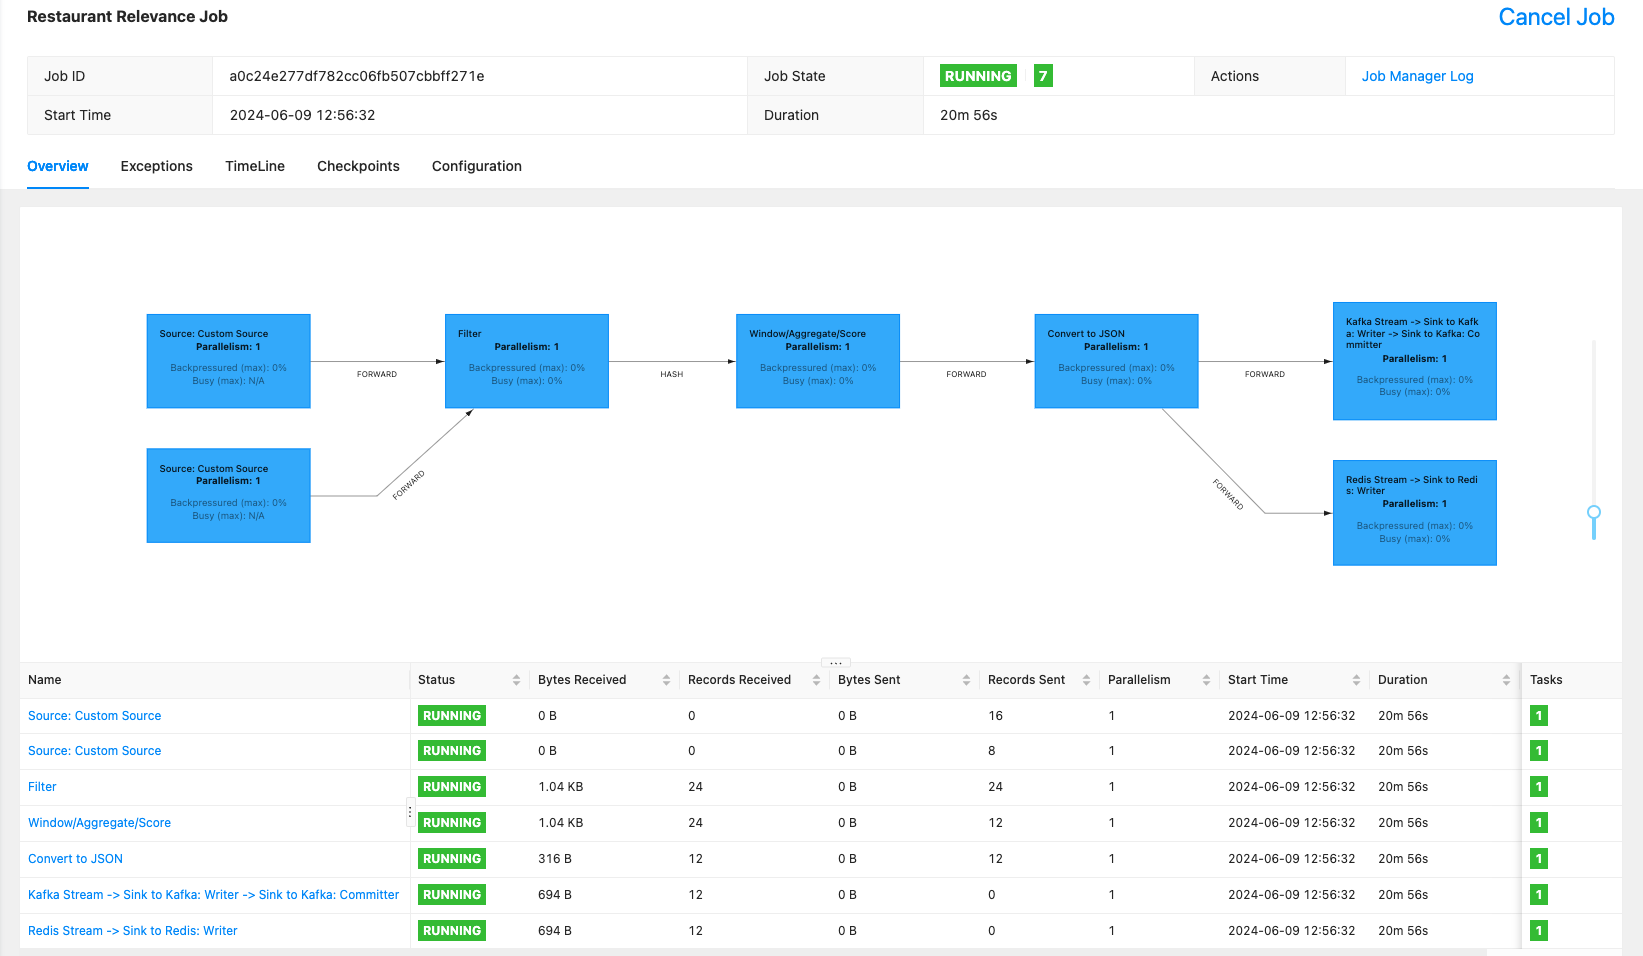 Restaurant Relevance Job
Cancel Job
Job ID
a0c24e277df782cc06fb507cbbff271e
Job State
RUNNING 7
Actions
Job Manager Log
Start Time
2024-06-09 12:56:32
Duration
20m 56s
Overview
Exceptions
TimeLine
Checkpoints
Configuration
Source: Custom Source
Parallelism: 1
Backpressured (max): 0%
Busy (max): N/A
FORWARD
Filter
Parallelism: 1
Backpressured (max): 0%
Busy (max): 0%
HASH
Window/Aggregate/Score
Parallelism: 1
Backpressured (max): 0%
Busy (max): 0%
FORWARD
Convert to JSON
Parallelism: 1
Backpressured (max): 0%
Busy (max): 0%
FORWARD
Kafka Stream -> Sink to Kafk
a: Writer -> Sink to Kafka: Co
mmitter
Parallelism: 1
Backpressured (max): 0%
Busy (max): 0%
Source: Custom Source
Parallelism: 1
Backpressured (max): 0%
Busy (max): N/A
FORWARD
FORWARD
Redis Stream -> Sink to Redi
s: Writer
Parallelism: 1
Backpressured (max): 0%
Busy (max): 0%
Name Status Bytes Received Records Received Bytes Sent Records Sent Parallelism Start Time Duration Tasks
Source: Custom Source RUNNING 0 B 0 0 B 16 1 2024-06-09 12:56:32 20m 56s 1
Source: Custom Source RUNNING 0 B 0 0 B 8 1 2024-06-09 12:56:32 20m 56s 1
Filter RUNNING 1.04 KB 24 0 B 24 1 2024-06-09 12:56:32 20m 56s 1
Window/Aggregate/Score RUNNING 1.04 KB 24 0 B 12 1 2024-06-09 12:56:32 20m 56s 1
Convert to JSON RUNNING 316 B 12 0 B 12 1 2024-06-09 12:56:32 20m 56s 1
Kafka Stream -> Sink to Kafka: Writer -> Sink to Kafka: Committer RUNNING 694 B 12 0 B 0 1 2024-06-09 12:56:32 20m 56s 1
Redis Stream -> Sink to Redis: Writer RUNNING 694 B 12 0 B 0 1 2024-06-09 12:56:32 20m 56s 1